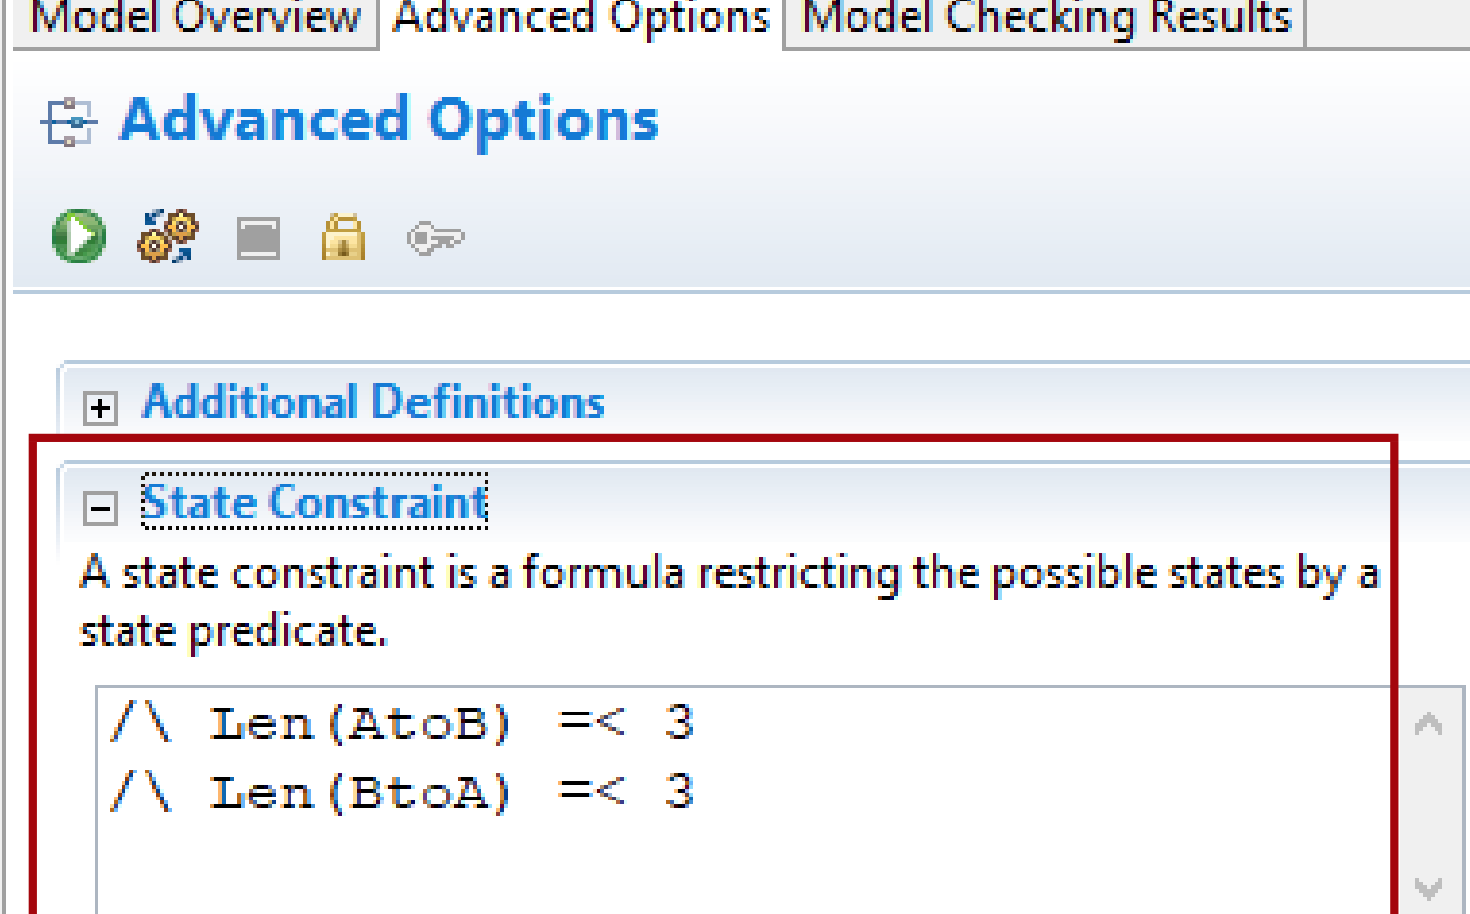 Model Overview Advanced Options Model Checking Results
Advanced Options
Additional Definitions
State Constraint
A state constraint is a formula restricting the possible states by a
state predicate.
/\ Len(AtoB) =< 3
/\ Len(BtoA) =< 3